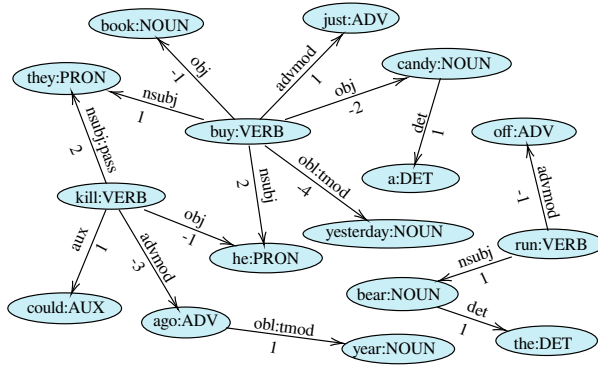 book:NOUN
just:ADV
they:PRON
obj
-1
advmod
1
candy:NOUN
nsubj
1
obj
-2
buy:VERB
det
1
off:ADV
nsubj:pass
2
nsubj
2
obl:tmod
-4
a:DET
advmod
-1
kill:VERB
obj
-1
yesterday:NOUN
run:VERB
aux
1
advmod
-3
he:PRON
nsubj
1
bear:NOUN
could:AUX
ago:ADV
obl:tmod
1
det
1
year:NOUN
the:DET